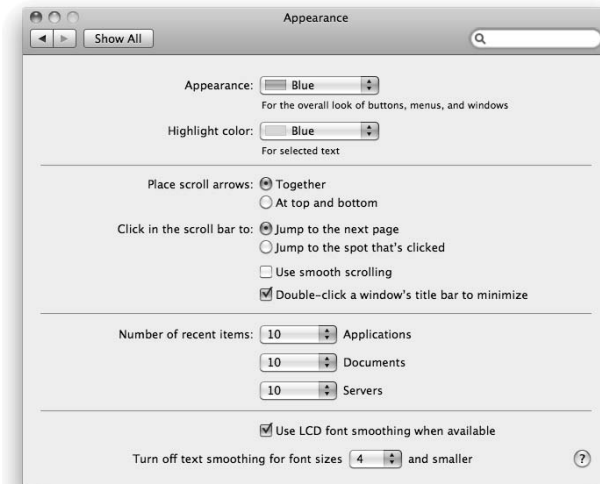 Appearance
Show All
Appearance: Blue
For the overall look of buttons, menus, and windows
Highlight color: Blue
For selected text
Place scroll arrows: Together
At top and bottom
Click in the scroll bar to: Jump to the next page
Jump to the spot that's clicked
Use smooth scrolling
Double-click a window's title bar to minimize
Number of recent items: 10 Applications
10 Documents
10 Servers
Use LCD font smoothing when available
Turn off text smoothing for font sizes 4 and smaller ?